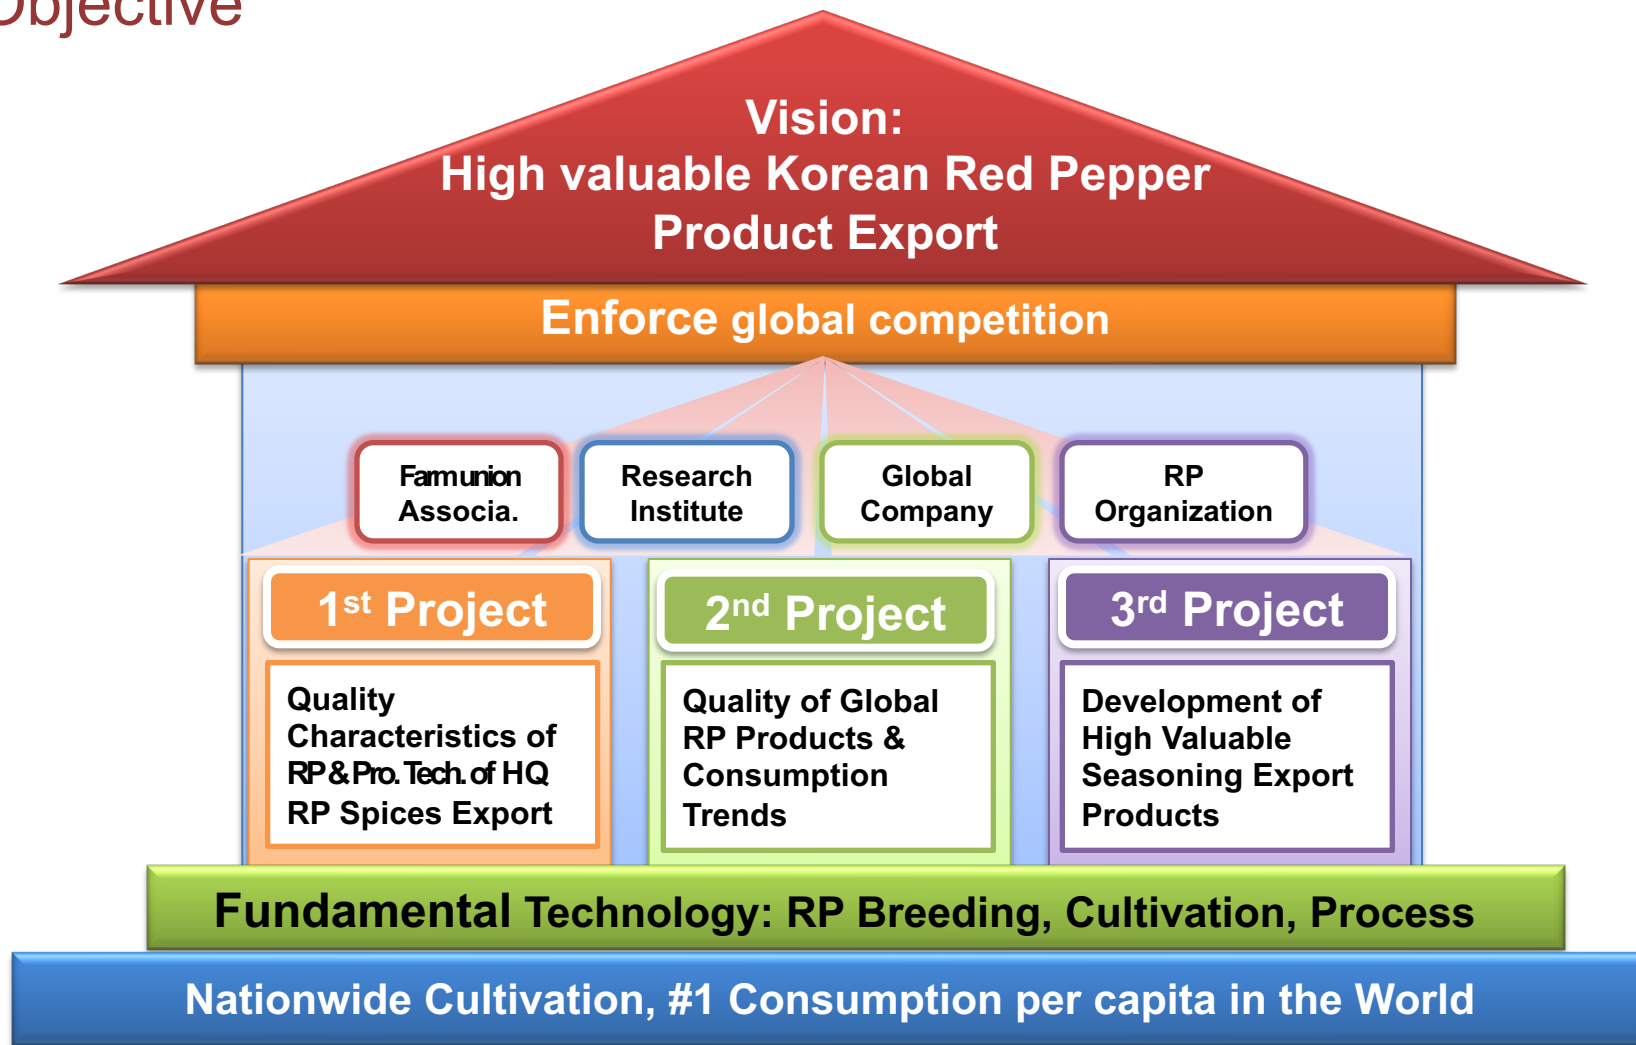 Objective
Vision:
High valuable Korean Red Pepper
Product Export
Enforce global competition
Farmunion
Associa.
Research
Institute
Global
Company
RP
Organization
1st Project
2nd Project
3rd Project
Quality
Characteristics of
RP & Pro. Tech. of HQ
RP Spices Export
Quality of Global
RP Products &
Consumption
Trends
Development of
High Valuable
Seasoning Export
Products
Fundamental Technology: RP Breeding, Cultivation, Process
Nationwide Cultivation, #1 Consumption per capita in the World